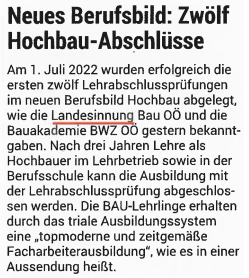 Neues Berufsbild: Zwölf
Hochbau-Abschlüsse
Am 1. Juli 2022 wurden erfolgreich die
ersten zwölf Lehrabschlussprüfungen
im neuen Berufsbild Hochbau abgelegt,
wie die Landesinnung Bau OÖ und die
Bauakademie BWZ OÖ gestern bekannt-
gaben. Nach drei Jahren Lehre als
Hochbauer im Lehrbetrieb sowie in der
Berufsschule kann die Ausbildung mit
der Lehrabschlussprüfung abgeschlos-
sen werden. Die BAU-Lehrlinge erhalten
durch das triale Ausbildungssystem
eine „topmoderne und zeitgemäße
Facharbeiterausbildung“, wie es in einer
Aussendung heißt.